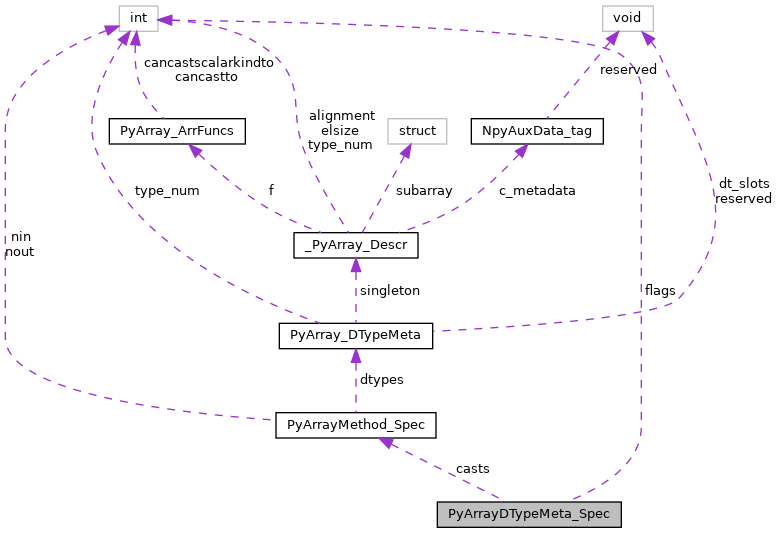 int
void
cancastscalarkindto
cancastto
reserved
PyArray_ArrFuncs
alignment
elsize
type_num
struct
NpyAuxData_tag
type_num
f
subarray
c_metadata
dt_slots
reserved
nin
nout
_PyArray_Descr
singleton
flags
PyArray_DTypeMeta
dtypes
PyArrayMethod_Spec
casts
PyArrayDTypeMeta_Spec